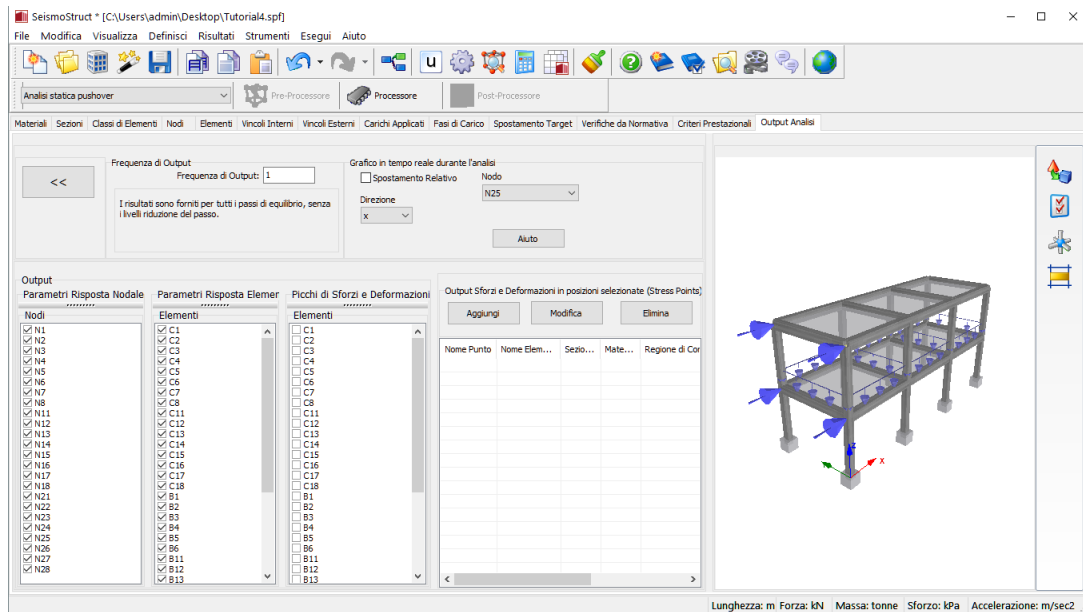 SeismoStruct * [C:\Users\admin\Desktop\Tutorial4.spf]
File Modifica Visualizza Definisci Risultati Strumenti Esegui Aiuto
u
Analisi statica pushover
Pre-Processore
Processore
Post-Processore
Materiali Sezioni Classi di Elementi Nodi Elementi Vincoli Interni Vincoli Esterni Carichi Applicati Fasi di Carico Spostamento Target Verifiche da Normativa Criteri Prestazionali Output Analisi
<<
Frequenza di Output
Frequenza di Output: 1
I risultati sono forniti per tutti i passi di equilibrio, senza
i livelli riduzione del passo.
Grafico in tempo reale durante l'analisi
Spostamento Relativo
Nodo
N25
Direzione
x
Aiuto
Output
Parametri Risposta Nodale
Nodi
N1
N2
N3
N4
N5
N6
N7
N8
N11
N12
N13
N14
N15
N16
N17
N18
N21
N22
N23
N24
N25
N26
N27
N28
Parametri Risposta Elemer
Elementi
C1
C2
C3
C4
C5
C6
C7
C8
C11
C12
C13
C14
C15
C16
C17
C18
B1
B2
B3
B4
B5
B6
B11
B12
B13
Picchi di Sforzi e Deformazioni
Elementi
C1
C2
C3
C4
C5
C6
C7
C8
C11
C12
C13
C14
C15
C16
C17
C18
B1
B2
B3
B4
B5
B6
B11
B12
B13
Output Sforzi e Deformazioni in posizioni selezionate (Stress Points)
Aggiungi
Modifica
Elimina
Nome Punto Nome Elem... Sezio... Mate... Regione di Cor
z
x
Lunghezza: m Forza: kN Massa: tonne Sforzo: kPa Accelerazione: m/sec2